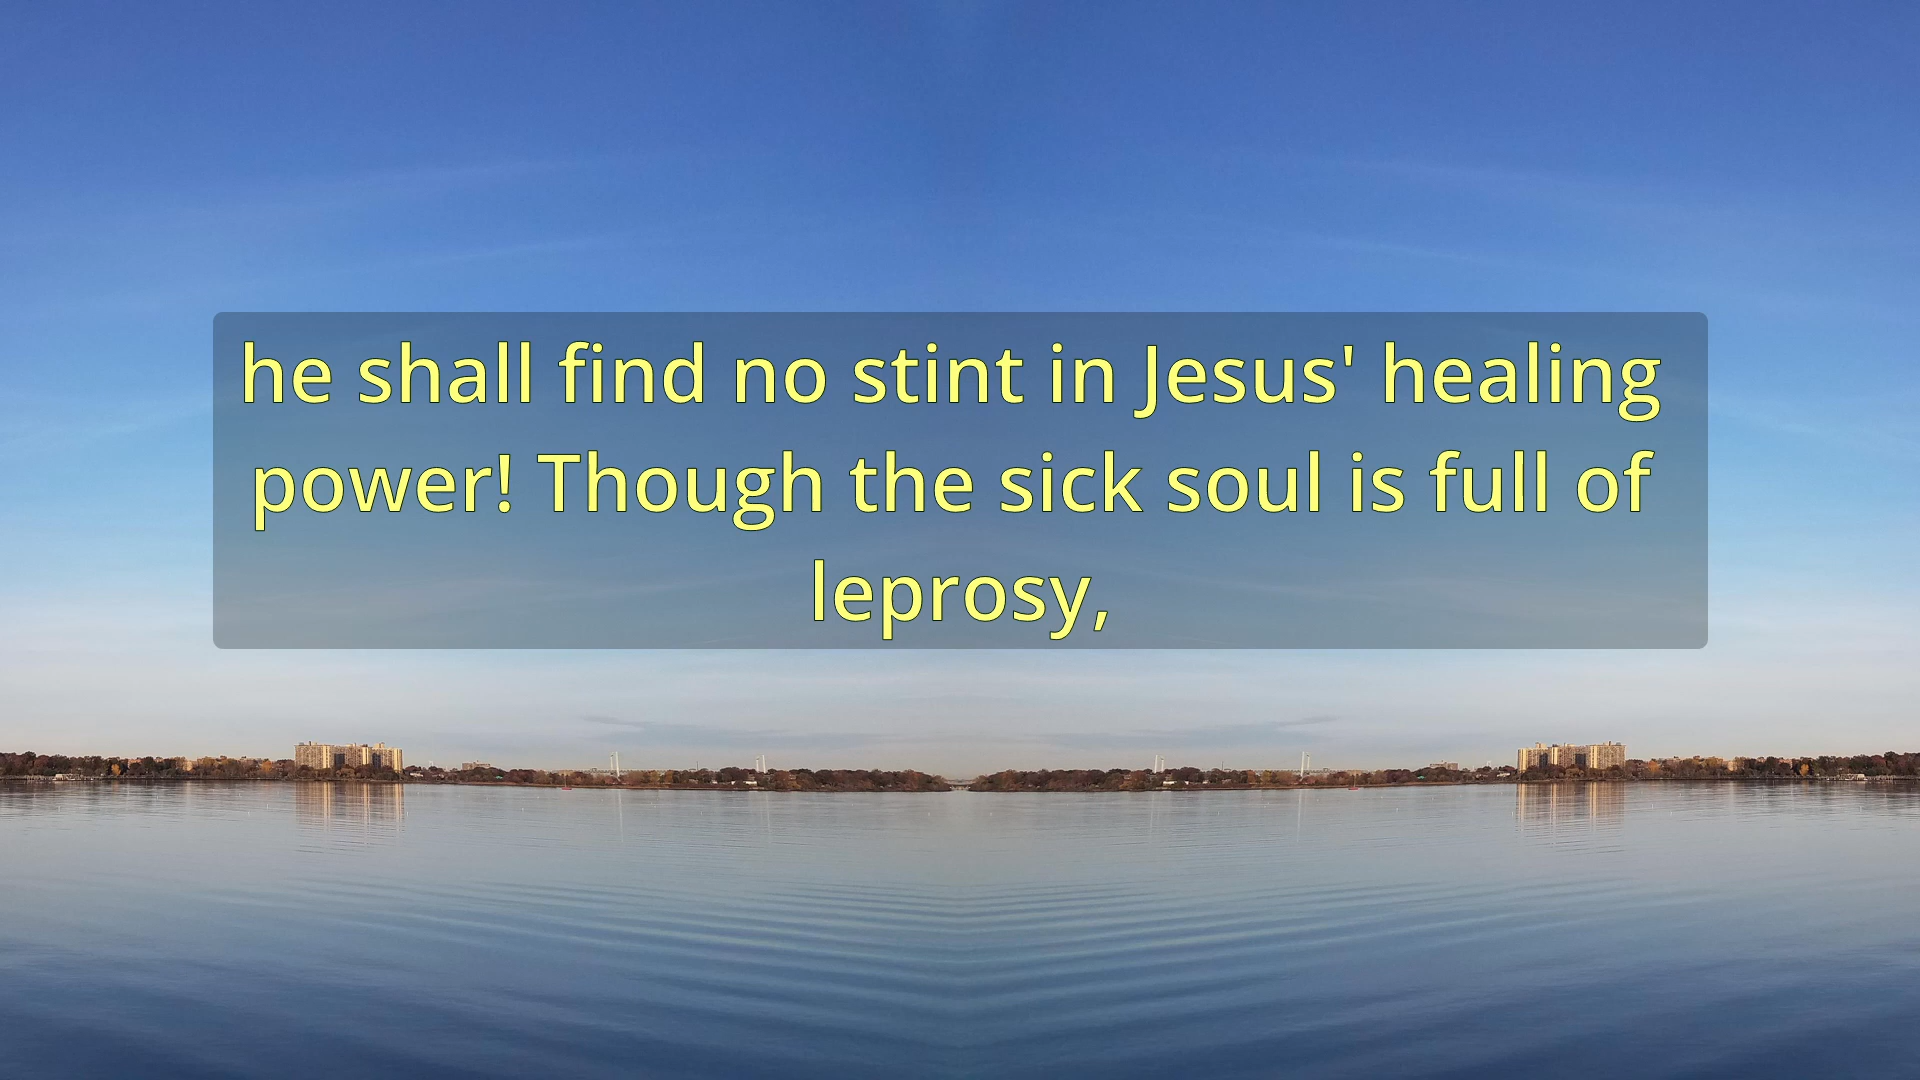 he shall find no stint in Jesus' healing
power! Though the sick soul is full of
leprosy,